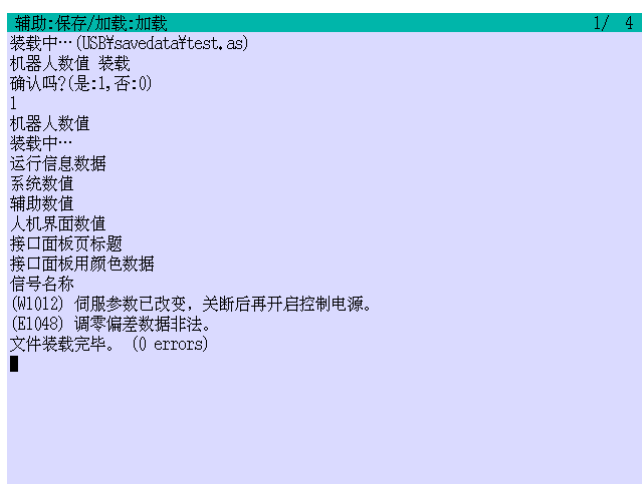 辅助:保存/加载:加载 1/ 4
装载中…(USB¥savedata¥test.as)
机器人数值 装载
确认吗?(是:1,否:0)
1
机器人数值
装载中…
运行信息数据
系统数值
辅助数值
人机界面数值
接口面板页标题
接口面板用颜色数据
信号名称
(W1012) 伺服参数已改变，关断后再开启控制电源。
(E1048) 调零偏差数据非法。
文件装载完毕。 (0 errors)